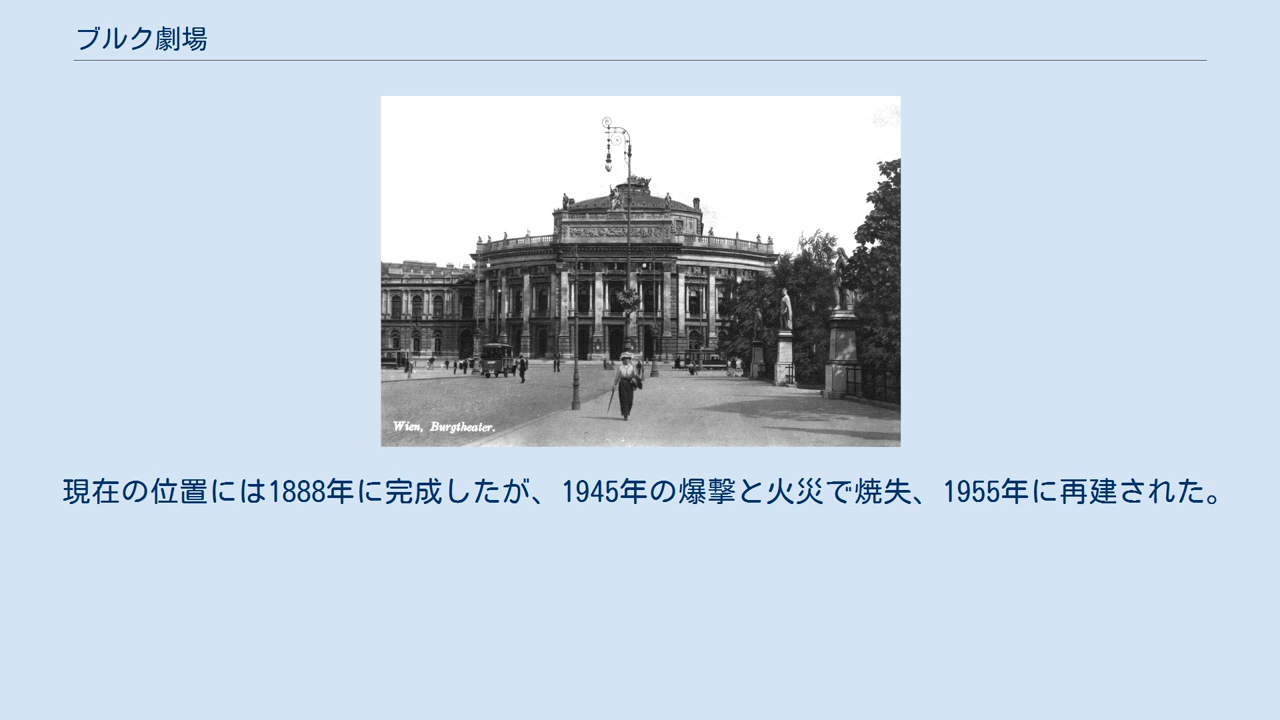 ブルク劇場
Wien, Burgtheater.
現在の位置には1888年に完成したが、1945年の爆撃と火災で焼失、1955年に再建された。